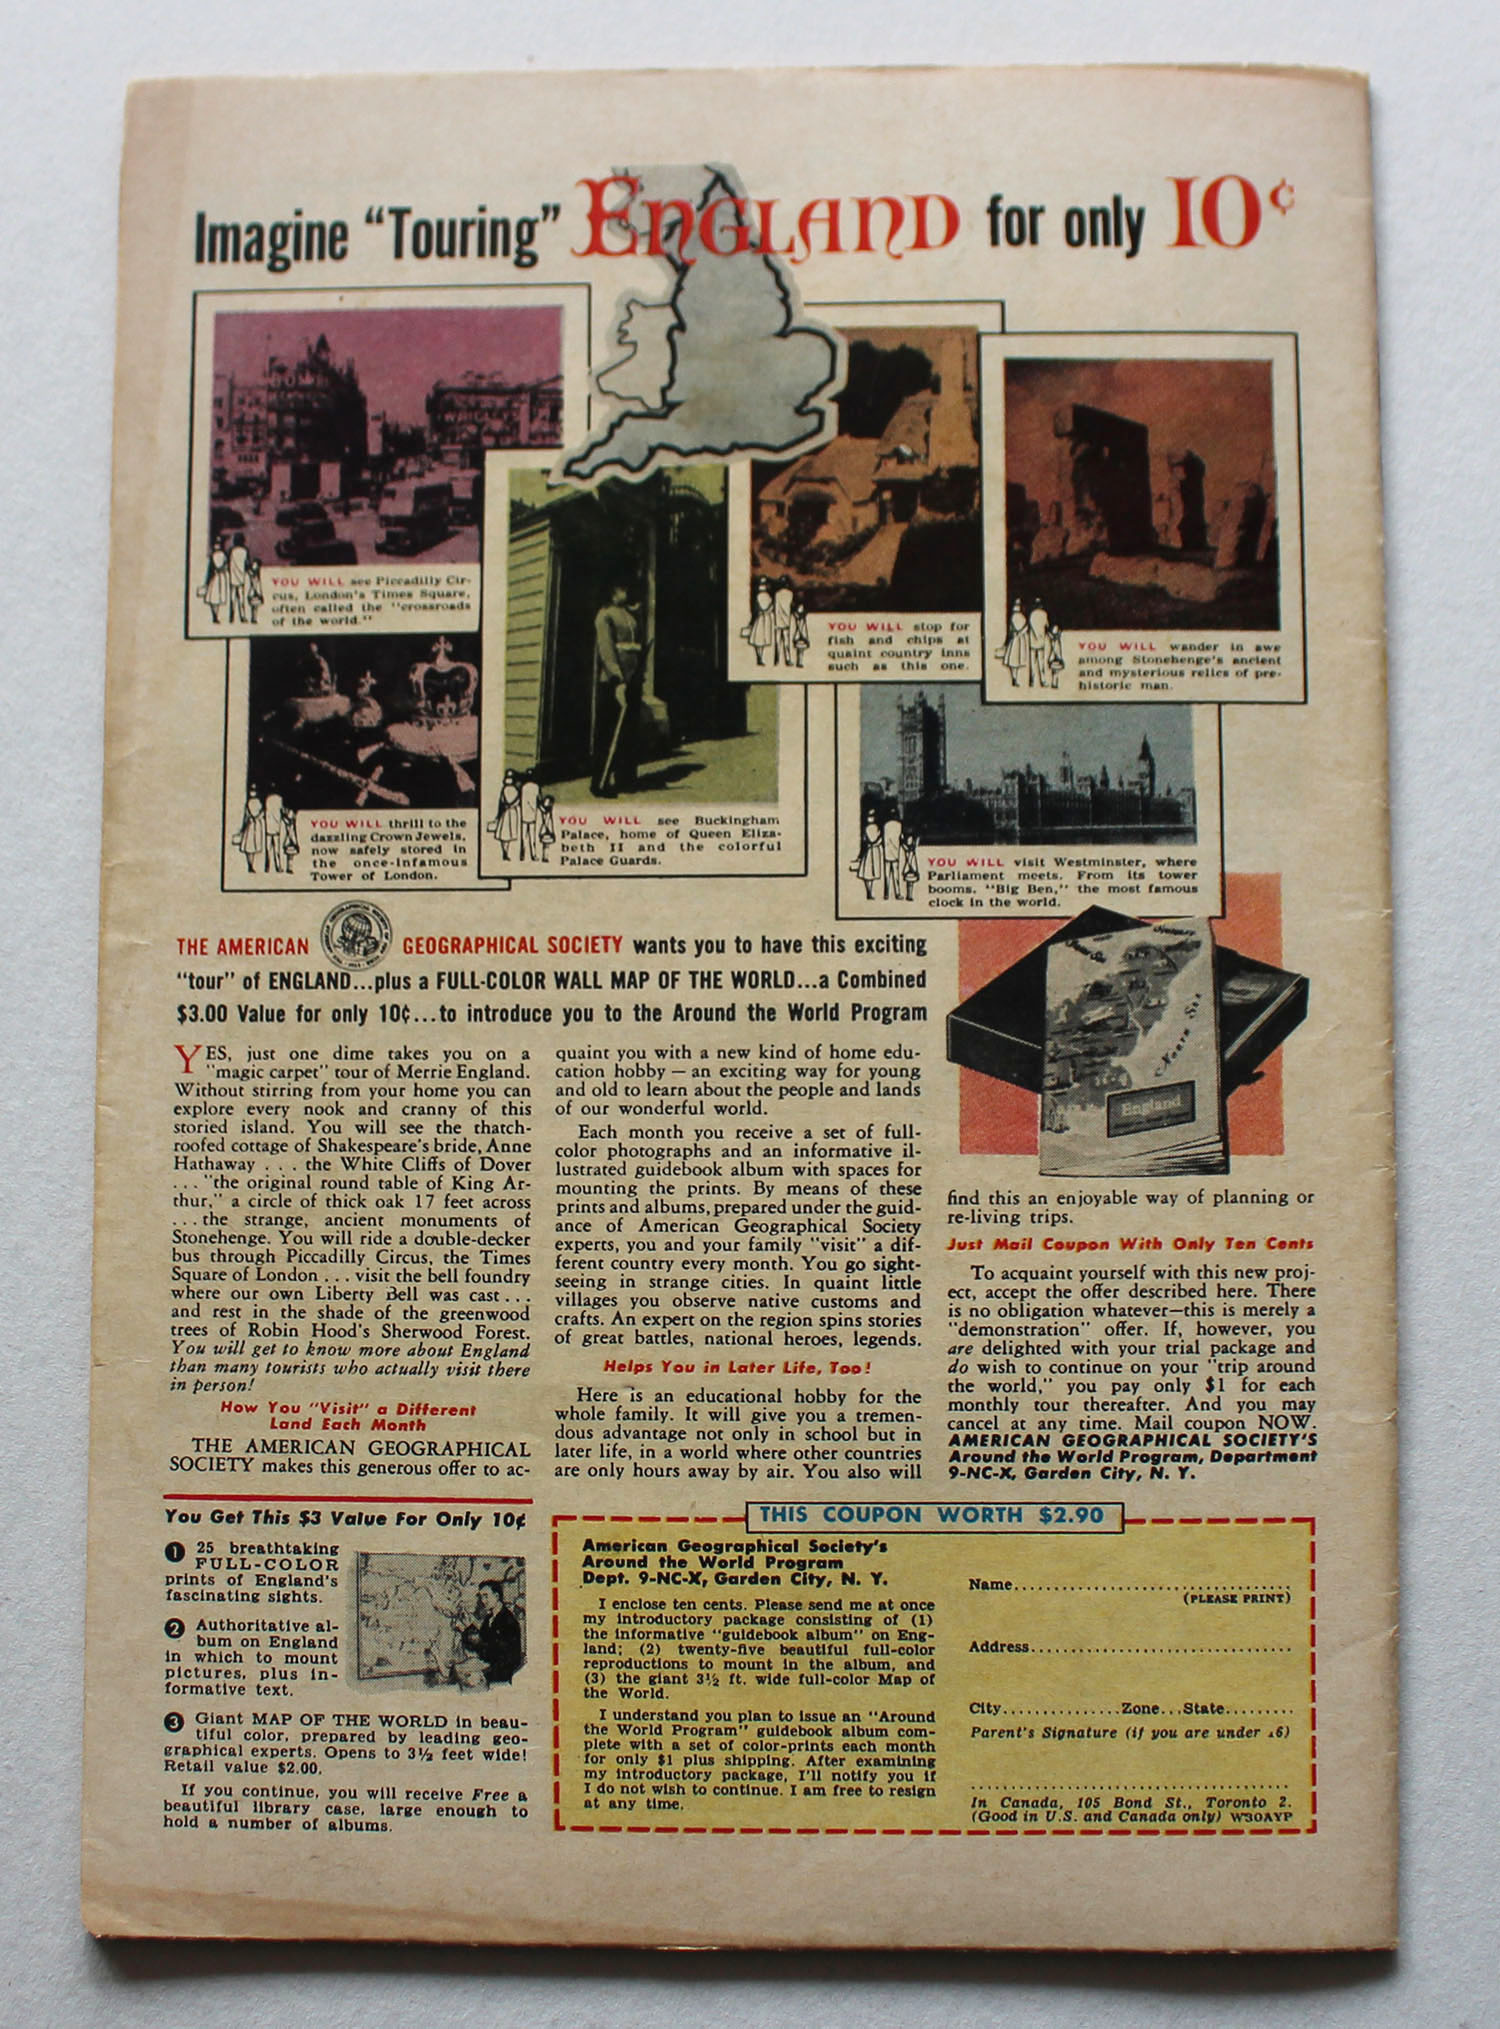 Imagine "Touring" ENGLAND for only 10¢
YOU WILL see Piccadilly Cir-
cus, London's Times Square,
often called the "crossroads
of the world."
YOU WILL thrill to the
dazzling Crown Jewels,
now safely stored in
the once-infamous
Tower of London.
YOU WILL see Buckingham
Palace, home of Queen Eliza-
beth II and the colorful
Palace Guards.
YOU WILL stop for
fish and chips at
quaint country inns
such as this one.
YOU WILL wander in awe
among Stonehenge's ancient
and mysterious relics of pre-
historic man.
YOU WILL visit Westminster, where
Parliament meets. From its tower
booms, "Big Ben," the most famous
clock in the world.
THE AMERICAN GEOGRAPHICAL SOCIETY wants you to have this exciting
"tour" of ENGLAND...plus a FULL-COLOR WALL MAP OF THE WORLD...a Combined
$3.00 Value for only 10¢...to introduce you to the Around the World Program
YES, just one dime takes you on a
"magic carpet" tour of Merrie England.
Without stirring from your home you can
explore every nook and cranny of this
storied island. You will see the thatch-
roofed cottage of Shakespeare's bride, Anne
Hathaway . . . the White Cliffs of Dover
. . . "the original round table of King Ar-
thur," a circle of thick oak 17 feet across
. . . the strange, ancient monuments of
Stonehenge. You will ride a double-decker
bus through Piccadilly Circus, the Times
Square of London . . . visit the bell foundry
where our own Liberty Bell was cast . . .
and rest in the shade of the greenwood
trees of Robin Hood's Sherwood Forest.
You will get to know more about England
than many tourists who actually visit there
in person!
How You "Visit" a Different
Land Each Month
THE AMERICAN GEOGRAPHICAL
SOCIETY makes this generous offer to ac-
quaint you with a new kind of home edu-
cation hobby — an exciting way for young
and old to learn about the people and lands
of our wonderful world.
Each month you receive a set of full-
color photographs and an informative il-
lustrated guidebook album with spaces for
mounting the prints. By means of these
prints and albums, prepared under the guid-
ance of American Geographical Society
experts, you and your family "visit" a dif-
ferent country every month. You go sight-
seeing in strange cities. In quaint little
villages you observe native customs and
crafts. An expert on the region spins stories
of great battles, national heroes, legends.
Helps You in Later Life, Too!
Here is an educational hobby for the
whole family. It will give you a tremen-
dous advantage not only in school but in
later life, in a world where other countries
are only hours away by air. You also will
North Sea
England
find this an enjoyable way of planning or
re-living trips.
Just Mail Coupon With Only Ten Cents
To acquaint yourself with this new proj-
ect, accept the offer described here. There
is no obligation whatever—this is merely a
"demonstration" offer. If, however, you
are delighted with your trial package and
do wish to continue on your "trip around
the world," you pay only $1 for each
monthly tour thereafter. And you may
cancel at any time. Mail coupon NOW.
AMERICAN GEOGRAPHICAL SOCIETY'S
Around the World Program, Department
9-NC-X, Garden City, N. Y.
You Get This $3 Value For Only 10¢
1 25 breathtaking
FULL-COLOR
prints of England's
fascinating sights.
2 Authoritative al-
bum on England
in which to mount
pictures, plus in-
formative text.
3 Giant MAP OF THE WORLD in beau-
tiful color, prepared by leading geo-
graphical experts. Opens to 3½ feet wide!
Retail value $2.00.
If you continue, you will receive Free a
beautiful library case, large enough to
hold a number of albums.
THIS COUPON WORTH $2.90
American Geographical Society's
Around the World Program
Dept. 9-NC-X, Garden City, N. Y.
I enclose ten cents. Please send me at once
my introductory package consisting of (1)
the informative "guidebook album" on Eng-
land; (2) twenty-five beautiful full-color
reproductions to mount in the album, and
(3) the giant 3½ ft. wide full-color Map of
the World.
I understand you plan to issue an "Around
the World Program" guidebook album com-
plete with a set of color-prints each month
for only $1 plus shipping. After examining
my introductory package, I'll notify you if
I do not wish to continue. I am free to resign
at any time.
Name.................................
(PLEASE PRINT)
Address...............................
City...............Zone...State.........
Parent's Signature (if you are under 16)
......................................
In Canada, 105 Bond St., Toronto 2.
(Good in U.S. and Canada only) W30AYP